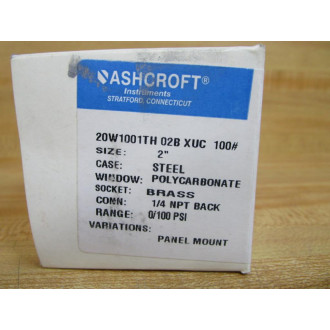 ASHCROFT®
Instruments
STRATFORD, CONNECTICUT
20W1001TH 02B XUC 100#
SIZE: 2"
CASE: STEEL
WINDOW: POLYCARBONATE
SOCKET: BRASS
CONN: 1/4 NPT BACK
RANGE: 0/100 PSI
VARIATIONS:
PANEL MOUNT